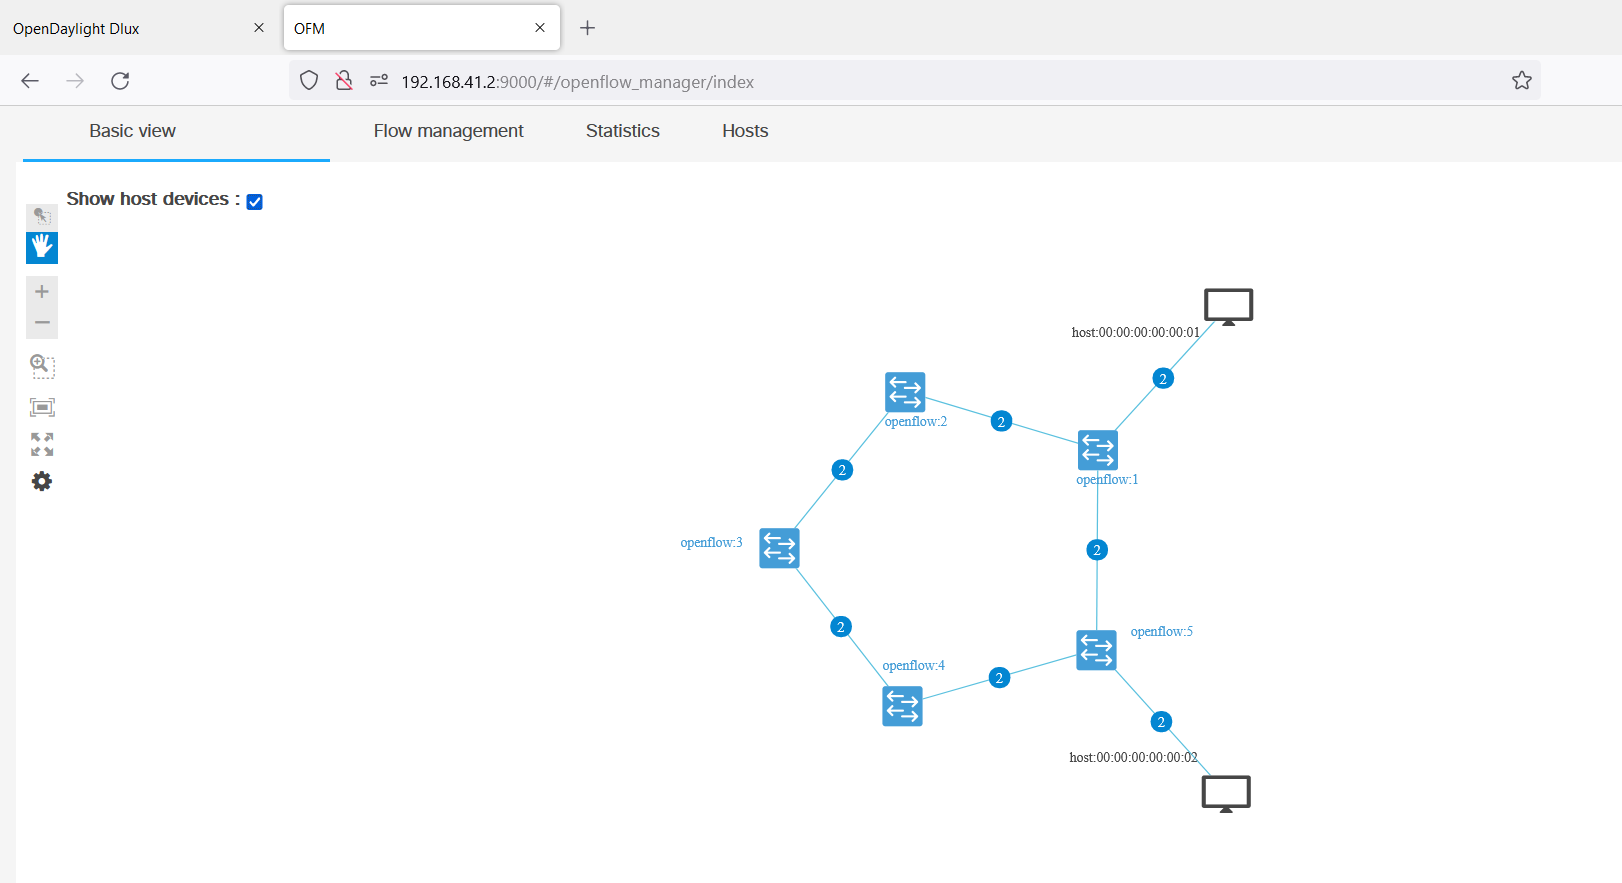 OpenDaylight Dlux
OFM
192.168.41.2:9000/#/openflow_manager/index
Basic view
Flow management
Statistics
Hosts
Show host devices :
host:00:00:00:00:00:01
2
openflow:2
2
openflow:1
2
openflow:3
2
2
openflow:5
2
openflow:4
2
2
host:00:00:00:00:00:02